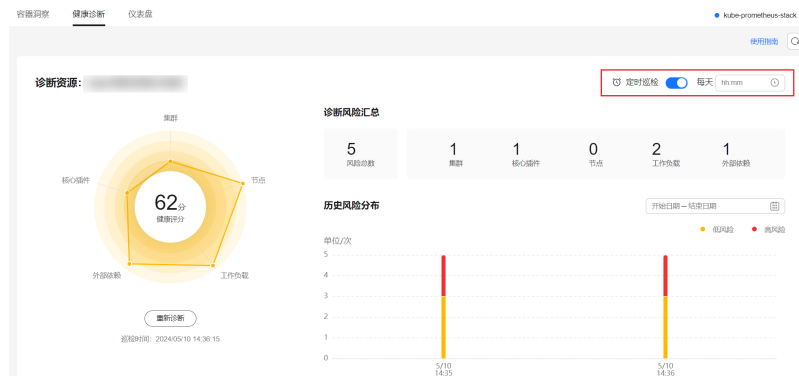 容器洞察 健康诊断 仪表盘 kube-prometheus-stack
使用指南
诊断资源： 定时巡检 每天 hh:mm
诊断风险汇总
集群
核心插件
节点
外部依赖
工作负载
62分
健康评分
重新诊断
巡检时间：2024/05/10 14:36:15
5 1 1 0 2 1
风险总数 集群 核心插件 节点 工作负载 外部依赖
历史风险分布 开始日期 – 结束日期
低风险 高风险
单位/次
5
4
3
2
1
0
5/10 5/10
14:35 14:36